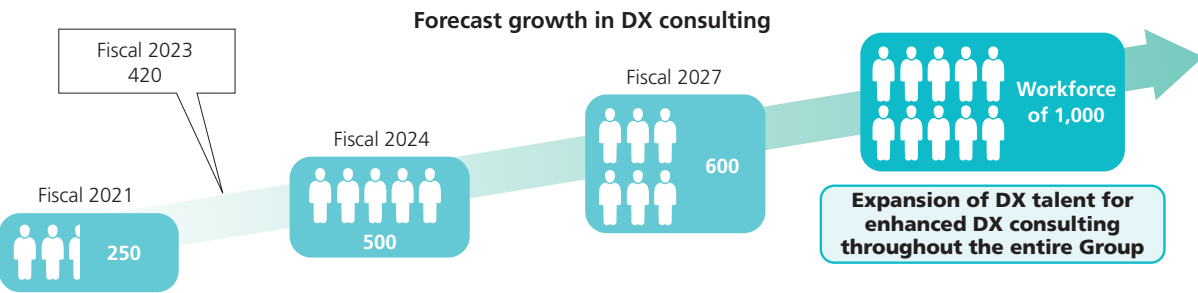 Forecast growth in DX consulting
Fiscal 2023
420
Fiscal 2021
250
Fiscal 2024
500
Fiscal 2027
600
Workforce
of 1,000
Expansion of DX talent for
enhanced DX consulting
throughout the entire Group